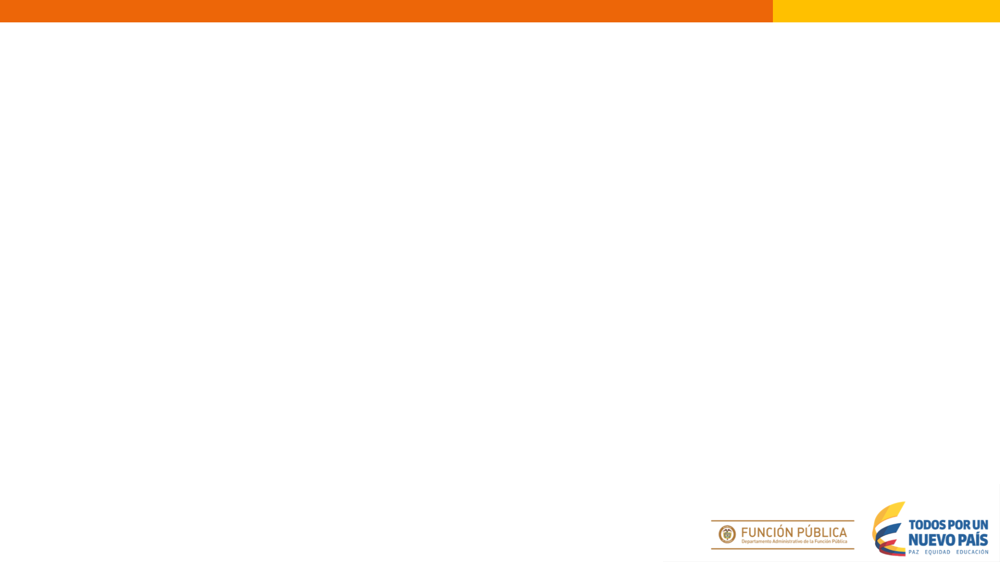 FUNCIÓN PÚBLICA
Departamento Administrativo de la Función Pública
TODOS POR UN
NUEVO PAÍS
PAZ EQUIDAD EDUCACIÓN